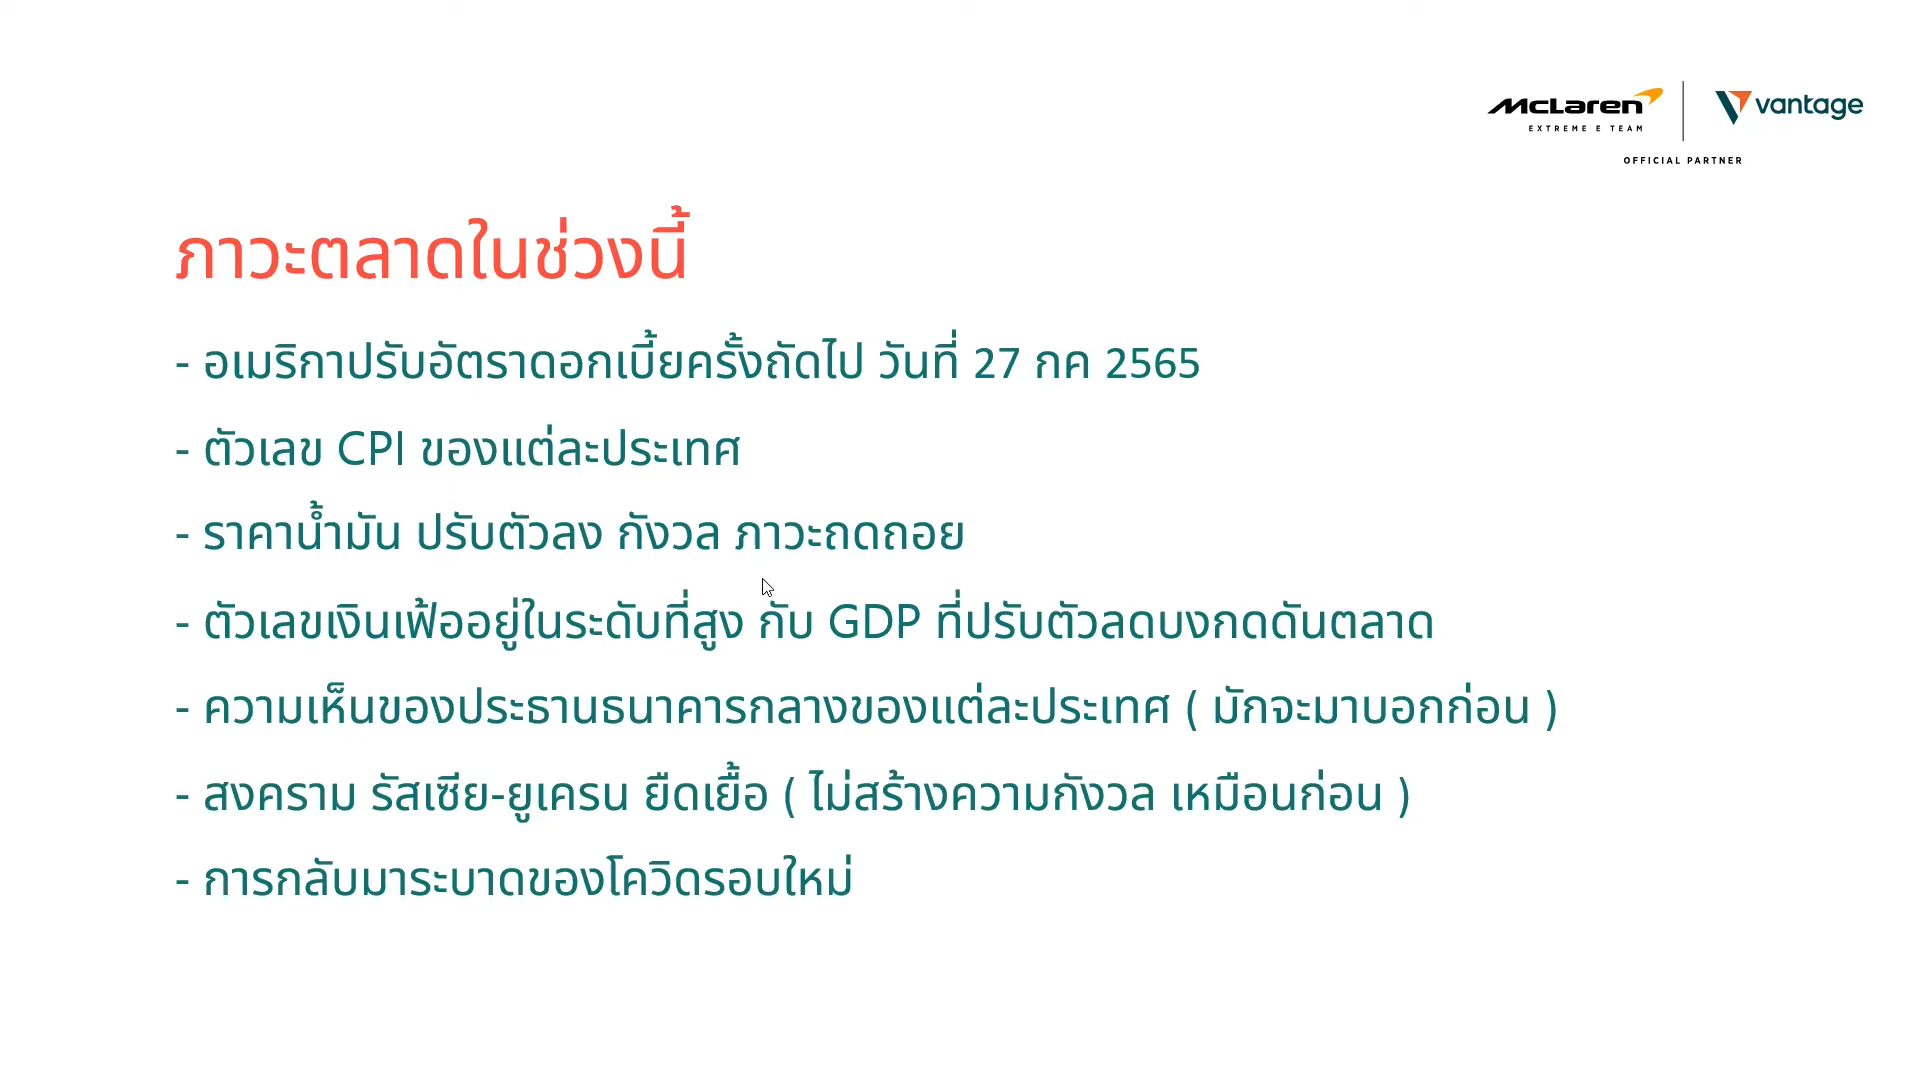 McLaren
EXTREME E TEAM
vantage
OFFICIAL PARTNER
ภาวะตลาดในช่วงนี้
- อเมริกาปรับอัตราดอกเบี้ยครั้งถัดไป วันที่ 27 กค 2565
- ตัวเลข CPI ของแต่ละประเทศ
- ราคาน้ำมัน ปรับตัวลง กังวล ภาวะถดถอย
- ตัวเลขเงินเฟ้ออยู่ในระดับที่สูง กับ GDP ที่ปรับตัวลดบงกดดันตลาด
- ความเห็นของประธานธนาคารกลางของแต่ละประเทศ ( มักจะมาบอกก่อน )
- สงคราม รัสเซีย-ยูเครน ยืดเยื้อ ( ไม่สร้างความกังวล เหมือนก่อน )
- การกลับมาระบาดของโควิดรอบใหม่